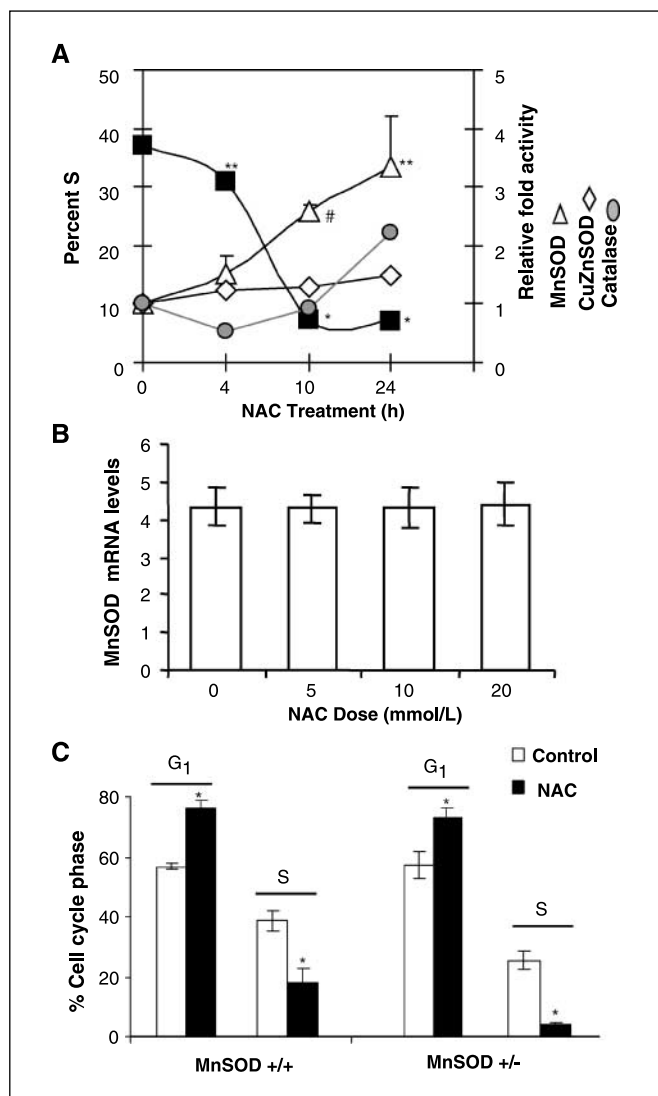 A
50
40
30
20
10
0
Percent S
5
4
3
2
1
0
Relative fold activity
MnSOD
CuZnSOD
Catalase
**
#
**
*
*
0 4 10 24
NAC Treatment (h)
B
6
5
4
3
2
1
0
MnSOD mRNA levels
0 5 10 20
NAC Dose (mmol/L)
C
Control
NAC
80
60
40
20
0
% Cell cycle phase
G1
*
S
*
G1
*
S
*
MnSOD +/+ MnSOD +/-